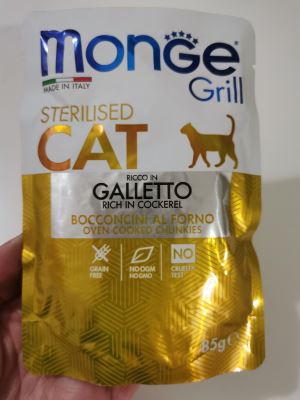 monge
MADE IN ITALY
Grill
STERILISED
CAT
RICCO IN
GALLETTO
RICH IN COCKEREL
BOCCONCINI AL FORNO
OVEN COOKED CHUNKIES
GRAIN FREE
NO OGM
NO GMO
NO
CRUELTY TEST
85g